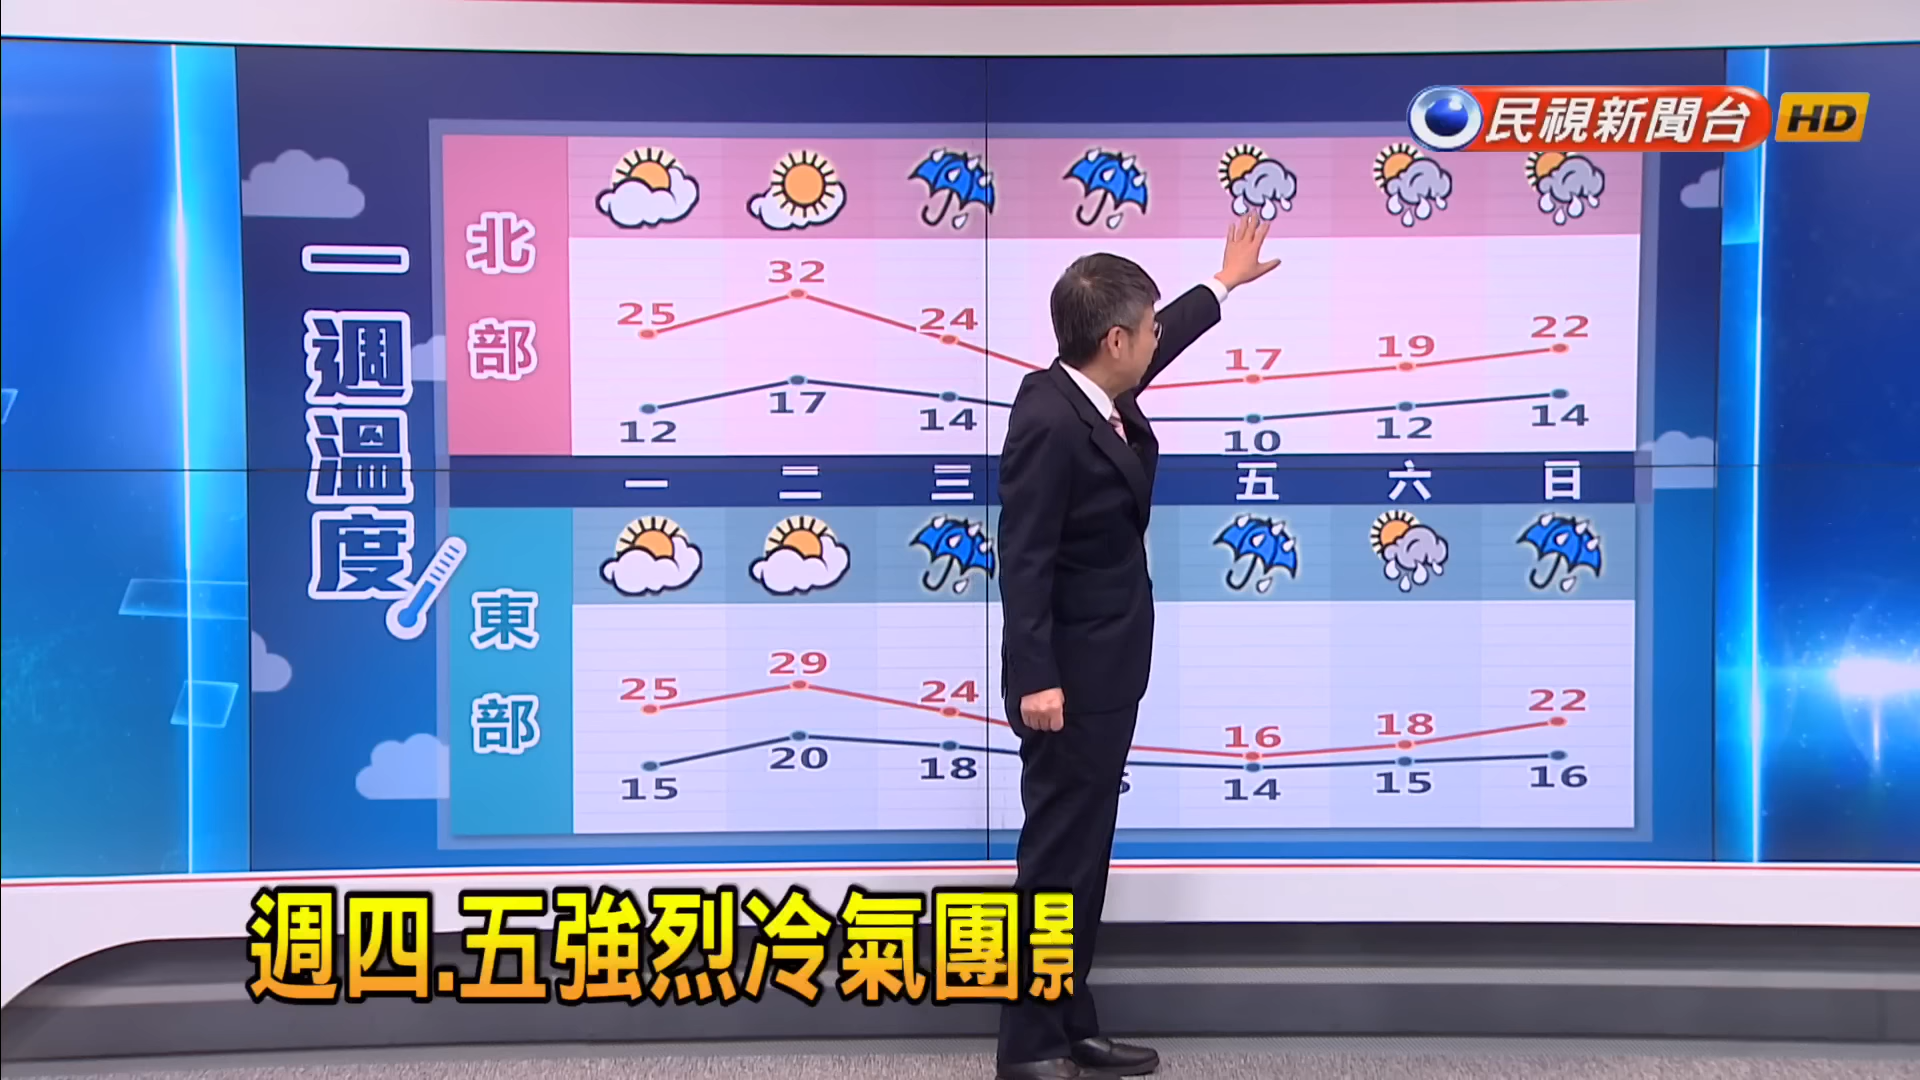 民視新聞台 HD
一週溫度
北部
25 32 24 17 19 22
12 17 14 10 12 14
一 二 三 五 六 日
東部
25 29 24 16 18 22
15 20 18 14 15 16
週四.五強烈冷氣團